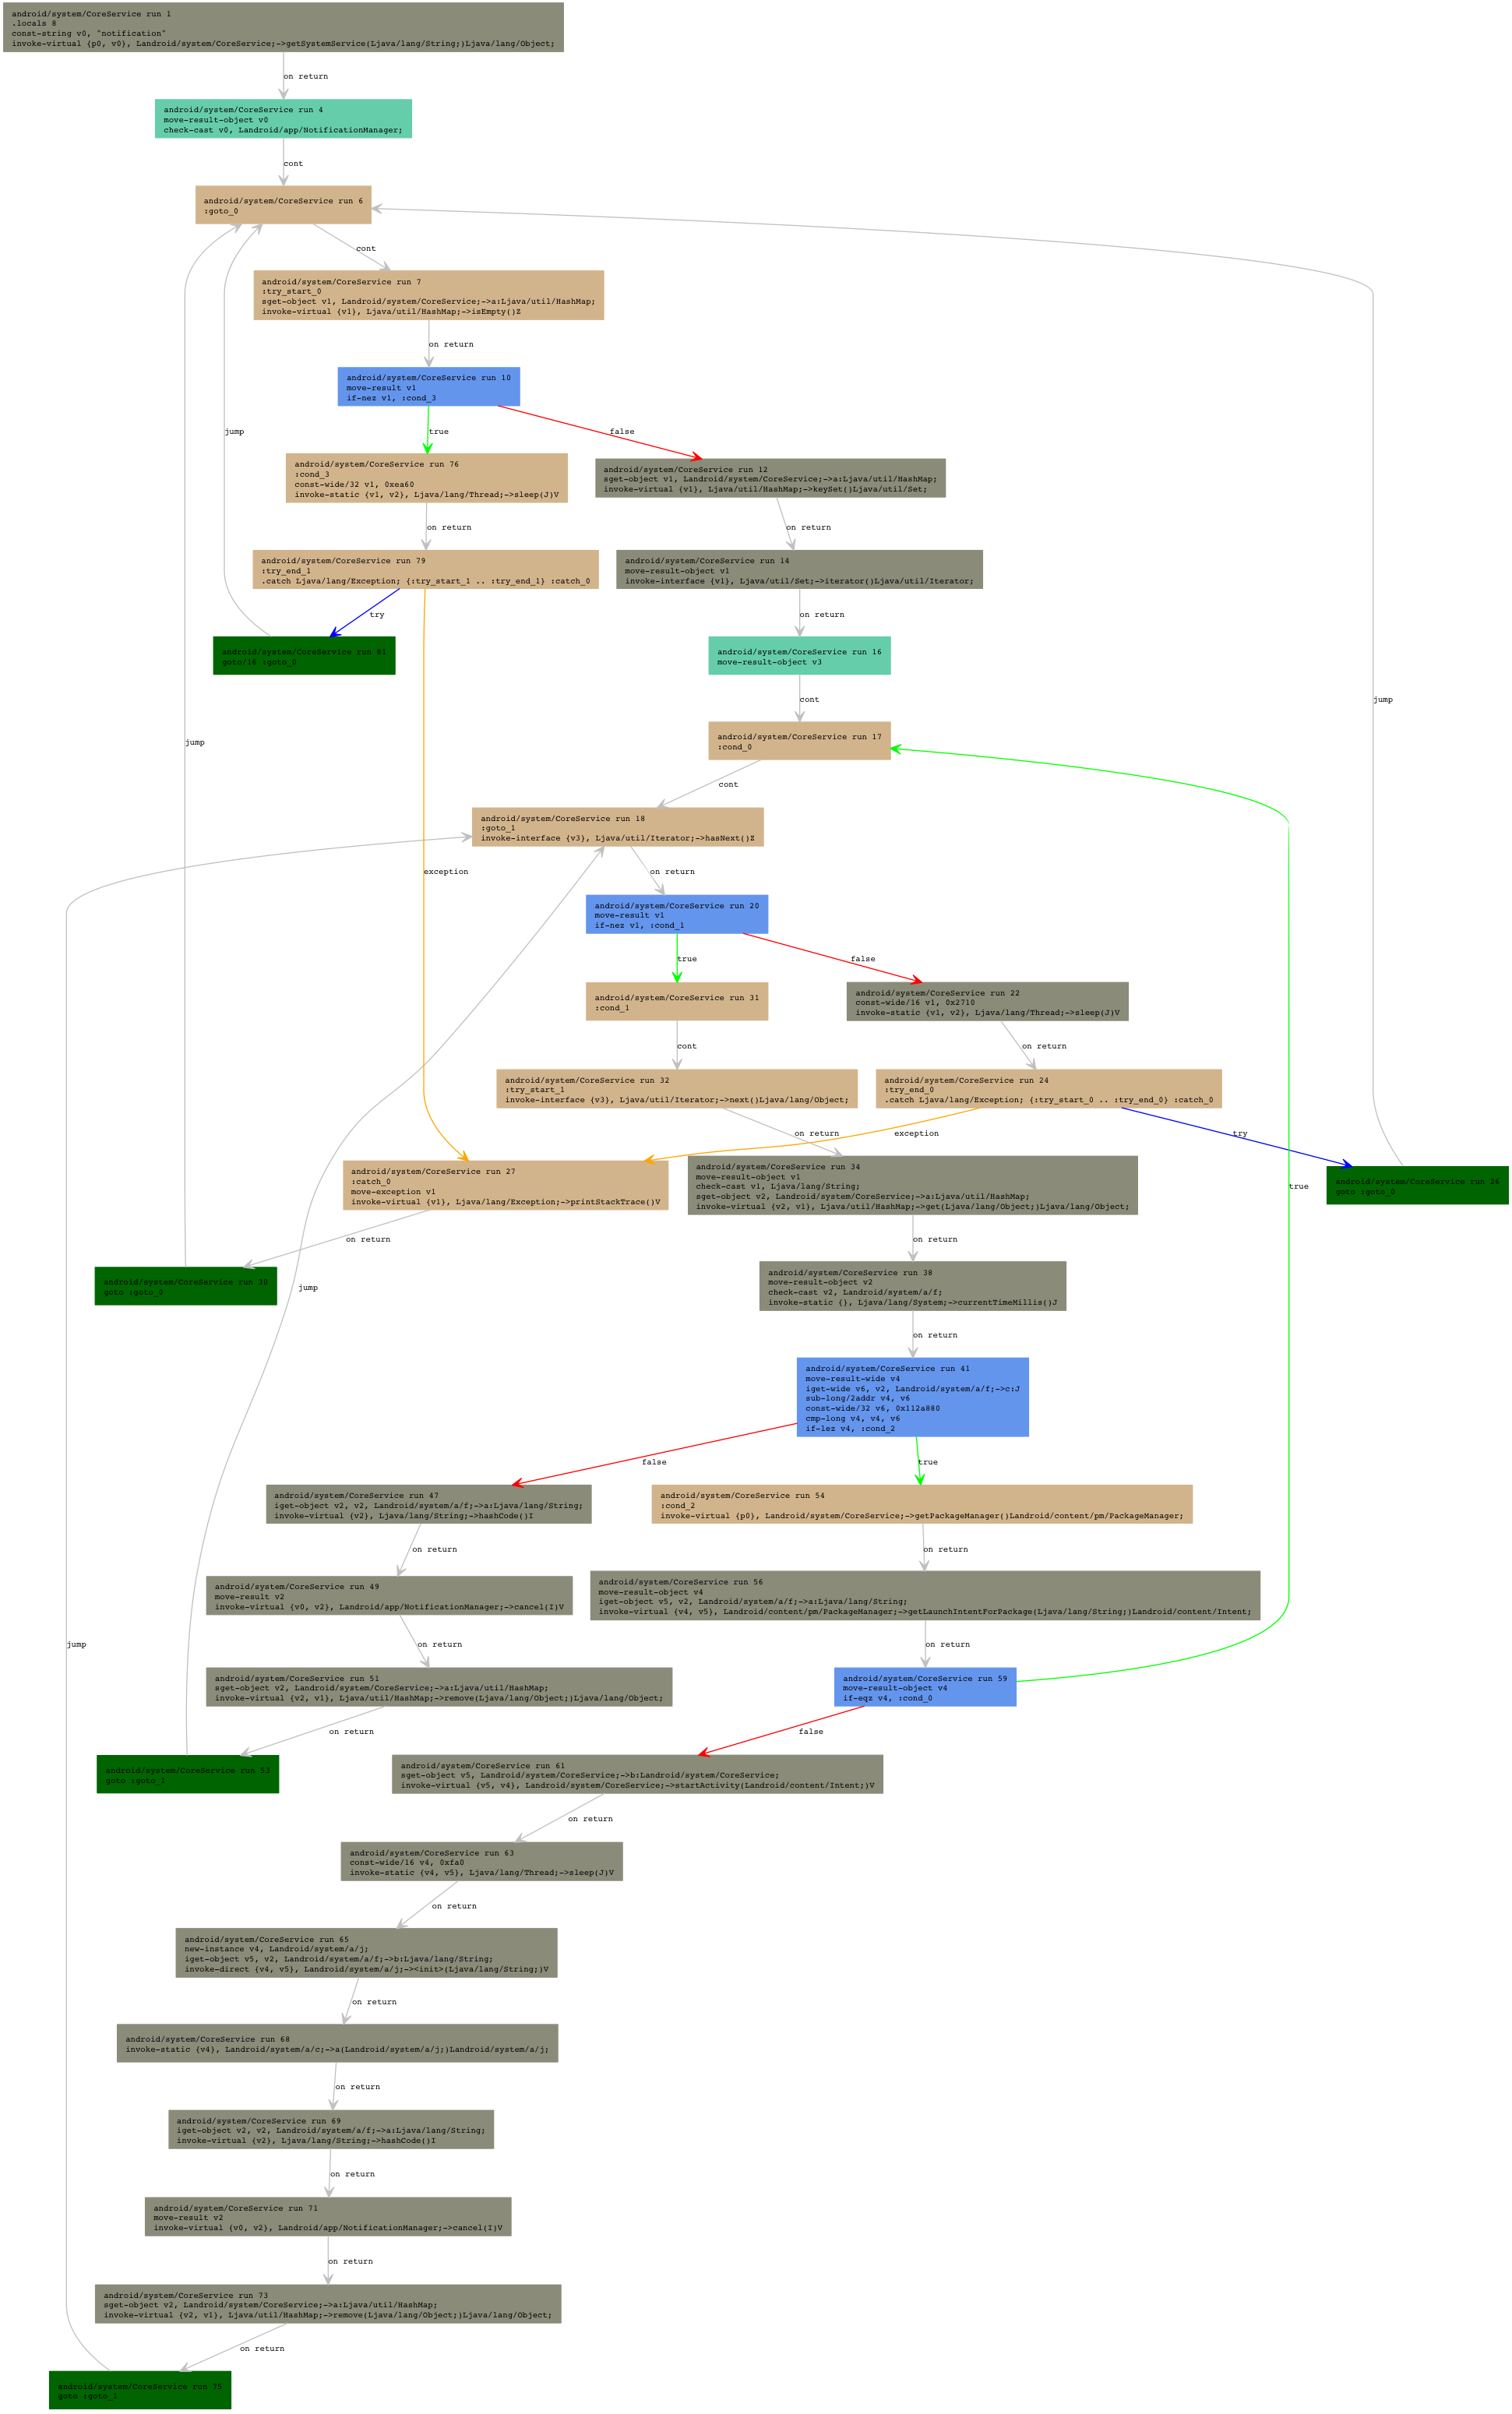 android/system/CoreService run 1
.locals 8
const-string v0, "notification"
invoke-virtual {p0, v0}, Landroid/system/CoreService;->getSystemService(Ljava/lang/String;)Ljava/lang/Object;
on return
android/system/CoreService run 4
move-result-object v0
check-cast v0, Landroid/app/NotificationManager;
cont
android/system/CoreService run 6
:goto_0
cont
android/system/CoreService run 7
:try_start_0
sget-object v1, Landroid/system/CoreService;->a:Ljava/util/HashMap;
invoke-virtual {v1}, Ljava/util/HashMap;->isEmpty()Z
on return
android/system/CoreService run 10
move-result v1
if-nez v1, :cond_3
jump
true
false
android/system/CoreService run 76
:cond_3
const-wide/32 v1, 0xea60
invoke-static {v1, v2}, Ljava/lang/Thread;->sleep(J)V
android/system/CoreService run 12
sget-object v1, Landroid/system/CoreService;->a:Ljava/util/HashMap;
invoke-virtual {v1}, Ljava/util/HashMap;->keySet()Ljava/util/Set;
on return
on return
android/system/CoreService run 79
:try_end_1
.catch Ljava/lang/Exception; {:try_start_1 .. :try_end_1} :catch_0
android/system/CoreService run 14
move-result-object v1
invoke-interface {v1}, Ljava/util/Set;->iterator()Ljava/util/Iterator;
try
on return
android/system/CoreService run 81
goto/16 :goto_0
android/system/CoreService run 16
move-result-object v3
cont
jump
jump
android/system/CoreService run 17
:cond_0
cont
android/system/CoreService run 18
:goto_1
invoke-interface {v3}, Ljava/util/Iterator;->hasNext()Z
exception
on return
android/system/CoreService run 20
move-result v1
if-nez v1, :cond_1
true
false
android/system/CoreService run 31
:cond_1
android/system/CoreService run 22
const-wide/16 v1, 0x2710
invoke-static {v1, v2}, Ljava/lang/Thread;->sleep(J)V
cont
on return
android/system/CoreService run 32
:try_start_1
invoke-interface {v3}, Ljava/util/Iterator;->next()Ljava/lang/Object;
android/system/CoreService run 24
:try_end_0
.catch Ljava/lang/Exception; {:try_start_0 .. :try_end_0} :catch_0
on return
exception
try
android/system/CoreService run 27
:catch_0
move-exception v1
invoke-virtual {v1}, Ljava/lang/Exception;->printStackTrace()V
android/system/CoreService run 34
move-result-object v1
check-cast v1, Ljava/lang/String;
sget-object v2, Landroid/system/CoreService;->a:Ljava/util/HashMap;
invoke-virtual {v2, v1}, Ljava/util/HashMap;->get(Ljava/lang/Object;)Ljava/lang/Object;
true
android/system/CoreService run 26
goto :goto_0
on return
on return
android/system/CoreService run 30
goto :goto_0
jump
android/system/CoreService run 38
move-result-object v2
check-cast v2, Landroid/system/a/f;
invoke-static {}, Ljava/lang/System;->currentTimeMillis()J
on return
android/system/CoreService run 41
move-result-wide v4
iget-wide v6, v2, Landroid/system/a/f;->c:J
sub-long/2addr v4, v6
const-wide/32 v6, 0x112a880
cmp-long v4, v4, v6
if-lez v4, :cond_2
false
true
android/system/CoreService run 47
iget-object v2, v2, Landroid/system/a/f;->a:Ljava/lang/String;
invoke-virtual {v2}, Ljava/lang/String;->hashCode()I
android/system/CoreService run 54
:cond_2
invoke-virtual {p0}, Landroid/system/CoreService;->getPackageManager()Landroid/content/pm/PackageManager;
on return
on return
android/system/CoreService run 49
move-result v2
invoke-virtual {v0, v2}, Landroid/app/NotificationManager;->cancel(I)V
android/system/CoreService run 56
move-result-object v4
iget-object v5, v2, Landroid/system/a/f;->a:Ljava/lang/String;
invoke-virtual {v4, v5}, Landroid/content/pm/PackageManager;->getLaunchIntentForPackage(Ljava/lang/String;)Landroid/content/Intent;
jump
on return
on return
android/system/CoreService run 51
sget-object v2, Landroid/system/CoreService;->a:Ljava/util/HashMap;
invoke-virtual {v2, v1}, Ljava/util/HashMap;->remove(Ljava/lang/Object;)Ljava/lang/Object;
android/system/CoreService run 59
move-result-object v4
if-eqz v4, :cond_0
on return
false
android/system/CoreService run 53
goto :goto_1
android/system/CoreService run 61
sget-object v5, Landroid/system/CoreService;->b:Landroid/system/CoreService;
invoke-virtual {v5, v4}, Landroid/system/CoreService;->startActivity(Landroid/content/Intent;)V
on return
android/system/CoreService run 63
const-wide/16 v4, 0xfa0
invoke-static {v4, v5}, Ljava/lang/Thread;->sleep(J)V
on return
android/system/CoreService run 65
new-instance v4, Landroid/system/a/j;
iget-object v5, v2, Landroid/system/a/f;->b:Ljava/lang/String;
invoke-direct {v4, v5}, Landroid/system/a/j;-><init>(Ljava/lang/String;)V
on return
android/system/CoreService run 68
invoke-static {v4}, Landroid/system/a/c;->a(Landroid/system/a/j;)Landroid/system/a/j;
on return
android/system/CoreService run 69
iget-object v2, v2, Landroid/system/a/f;->a:Ljava/lang/String;
invoke-virtual {v2}, Ljava/lang/String;->hashCode()I
on return
android/system/CoreService run 71
move-result v2
invoke-virtual {v0, v2}, Landroid/app/NotificationManager;->cancel(I)V
on return
android/system/CoreService run 73
sget-object v2, Landroid/system/CoreService;->a:Ljava/util/HashMap;
invoke-virtual {v2, v1}, Ljava/util/HashMap;->remove(Ljava/lang/Object;)Ljava/lang/Object;
on return
android/system/CoreService run 75
goto :goto_1